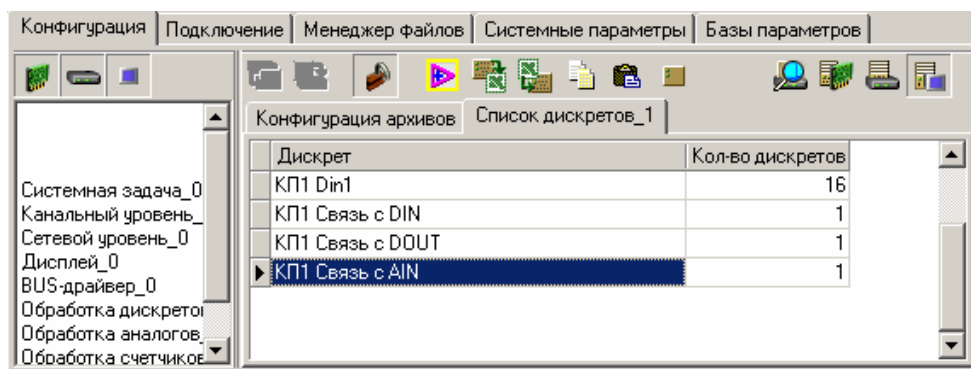 Конфигурация Подключение Менеджер файлов Системные параметры Базы параметров
Конфигурация архивов Список дискретов_1
Дискрет Кол-во дискретов
КП1 Din1 16
КП1 Связь с DIN 1
КП1 Связь с DOUT 1
КП1 Связь с AIN 1
Системная задача_0
Канальный уровень_
Сетевой уровень_0
Дисплей_0
BUS-драйвер_0
Обработка дискрето
Обработка аналогов_
Обработка счетчиков